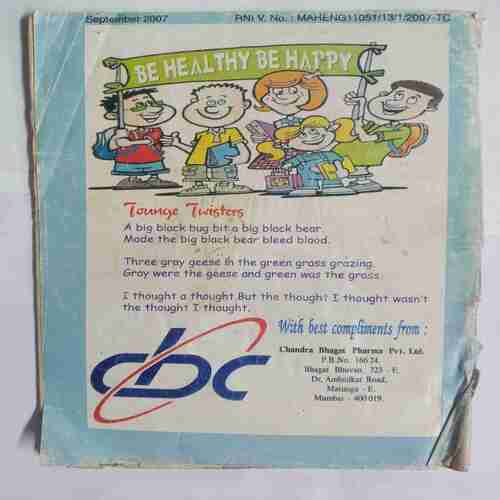 September 2007
RNI V. No. : MAHENG11051/13/1/2007-TC
BE HEALTHY BE HAPPY
Tounge Twisters
A big black bug bit a big black bear.
Made the big black bear bleed blood.
Three gray geese in the green grass grazing.
Gray were the geese and green was the grass.
I thought a thought.But the thought I thought wasn't
the thought I thought.
With best compliments from :
cbc
Chandra Bhagat Pharma Pvt. Ltd.
P.B.No. 16624.
Bhagat Bhuvan, 323 - E.
Dr. Ambedkar Road,
Matunga - E.
Mumbai - 400019.